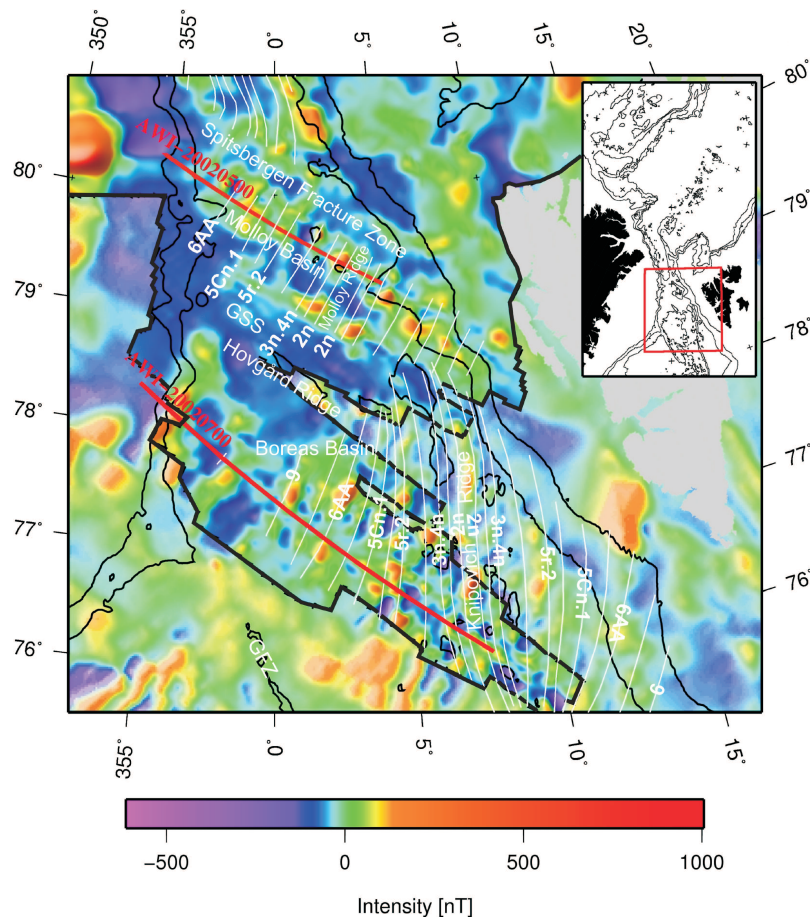 350°
355°
0°
5°
10°
15°
20°
80°
80°
79°
79°
78°
78°
77°
77°
76°
76°
AWI-20020500
Spitsbergen Fracture Zone
Molloy Basin
Molloy Ridge
6AA
5Cn.1
5r.2
GSS
3n.4n
2n
2n
Hovgård Ridge
AWI-20020700
Boreas Basin
9
6AA
5Cn.1
5r.2
3n.4n
2n
2n
Knipovich Ridge
3n.4n
5r.2
5Cn.1
6AA
9
GFZ
355°
0°
5°
10°
15°
−500
0
500
1000
Intensity [nT]